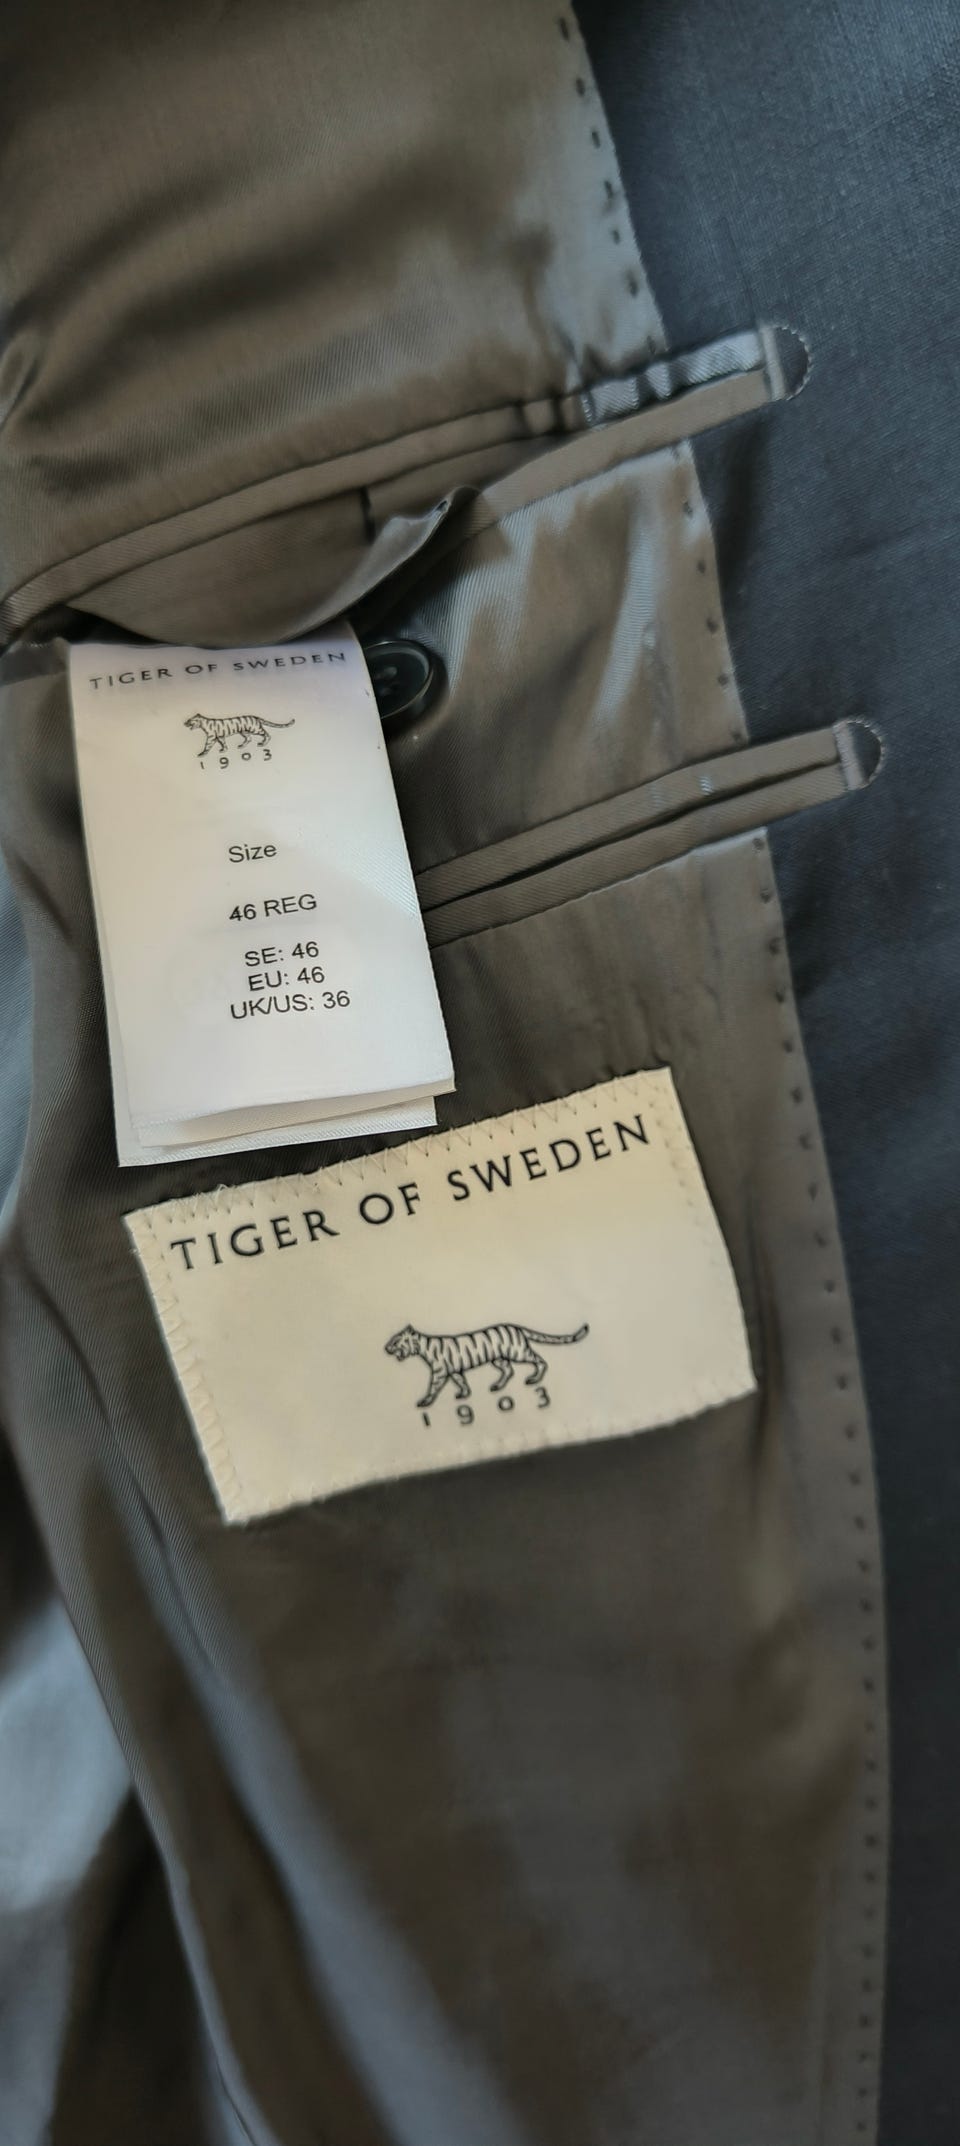 TIGER OF SWEDEN
1903
Size
46 REG
SE: 46
EU: 46
UK/US: 36
TIGER OF SWEDEN
1903